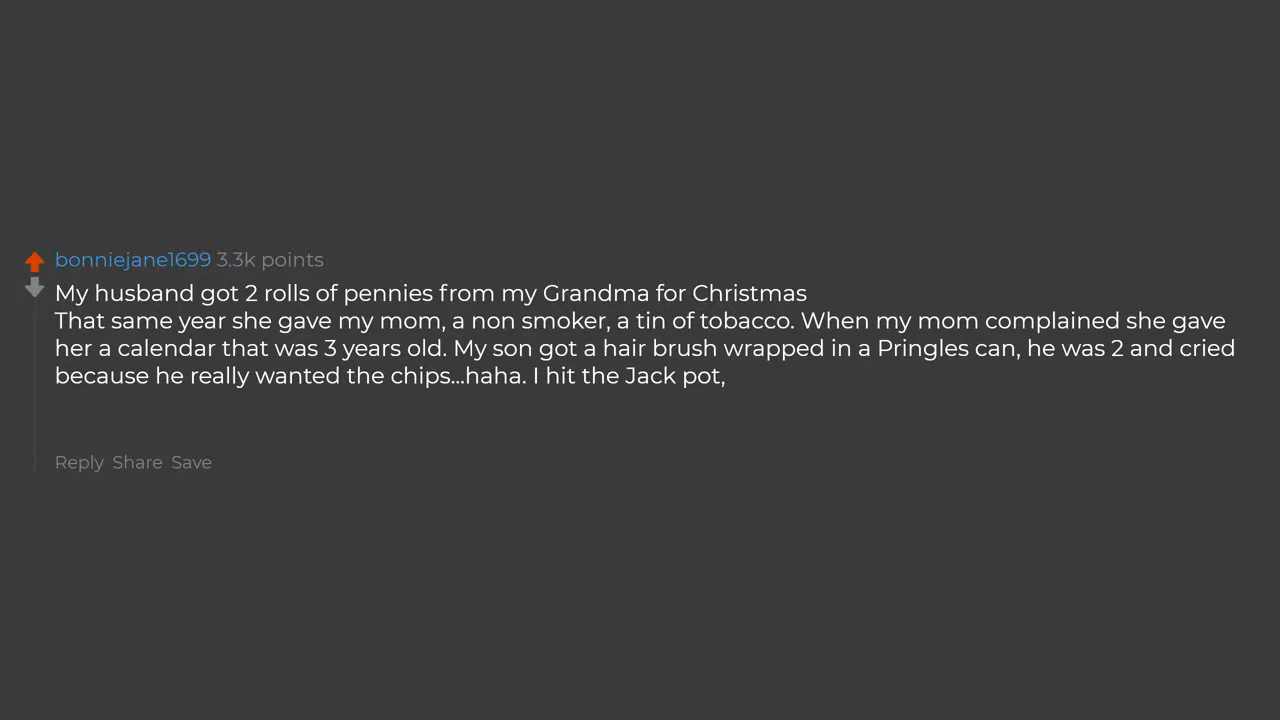 bonniejane1699 3.3k points
My husband got 2 rolls of pennies from my Grandma for Christmas
That same year she gave my mom, a non smoker, a tin of tobacco. When my mom complained she gave
her a calendar that was 3 years old. My son got a hair brush wrapped in a Pringles can, he was 2 and cried
because he really wanted the chips...haha. I hit the Jack pot,
Reply Share Save